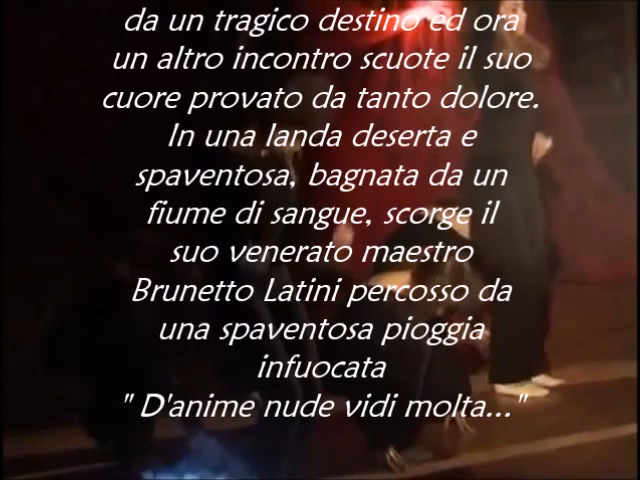 da un tragico destino ed ora
un altro incontro scuote il suo
cuore provato da tanto dolore.
In una landa deserta e
spaventosa, bagnata da un
fiume di sangue, scorge il
suo venerato maestro
Brunetto Latini percosso da
una spaventosa pioggia
infuocata
" D'anime nude vidi molta..."